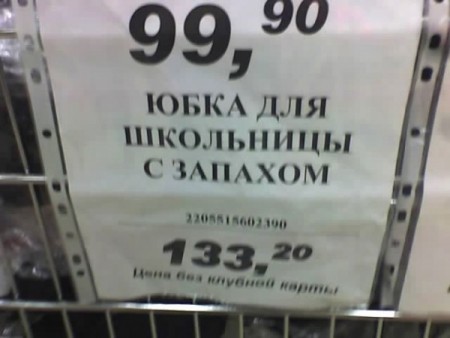 99,90
ЮБКА ДЛЯ
ШКОЛЬНИЦЫ
С ЗАПАХОМ
2205515602390
133,20
Цена без клубной карты